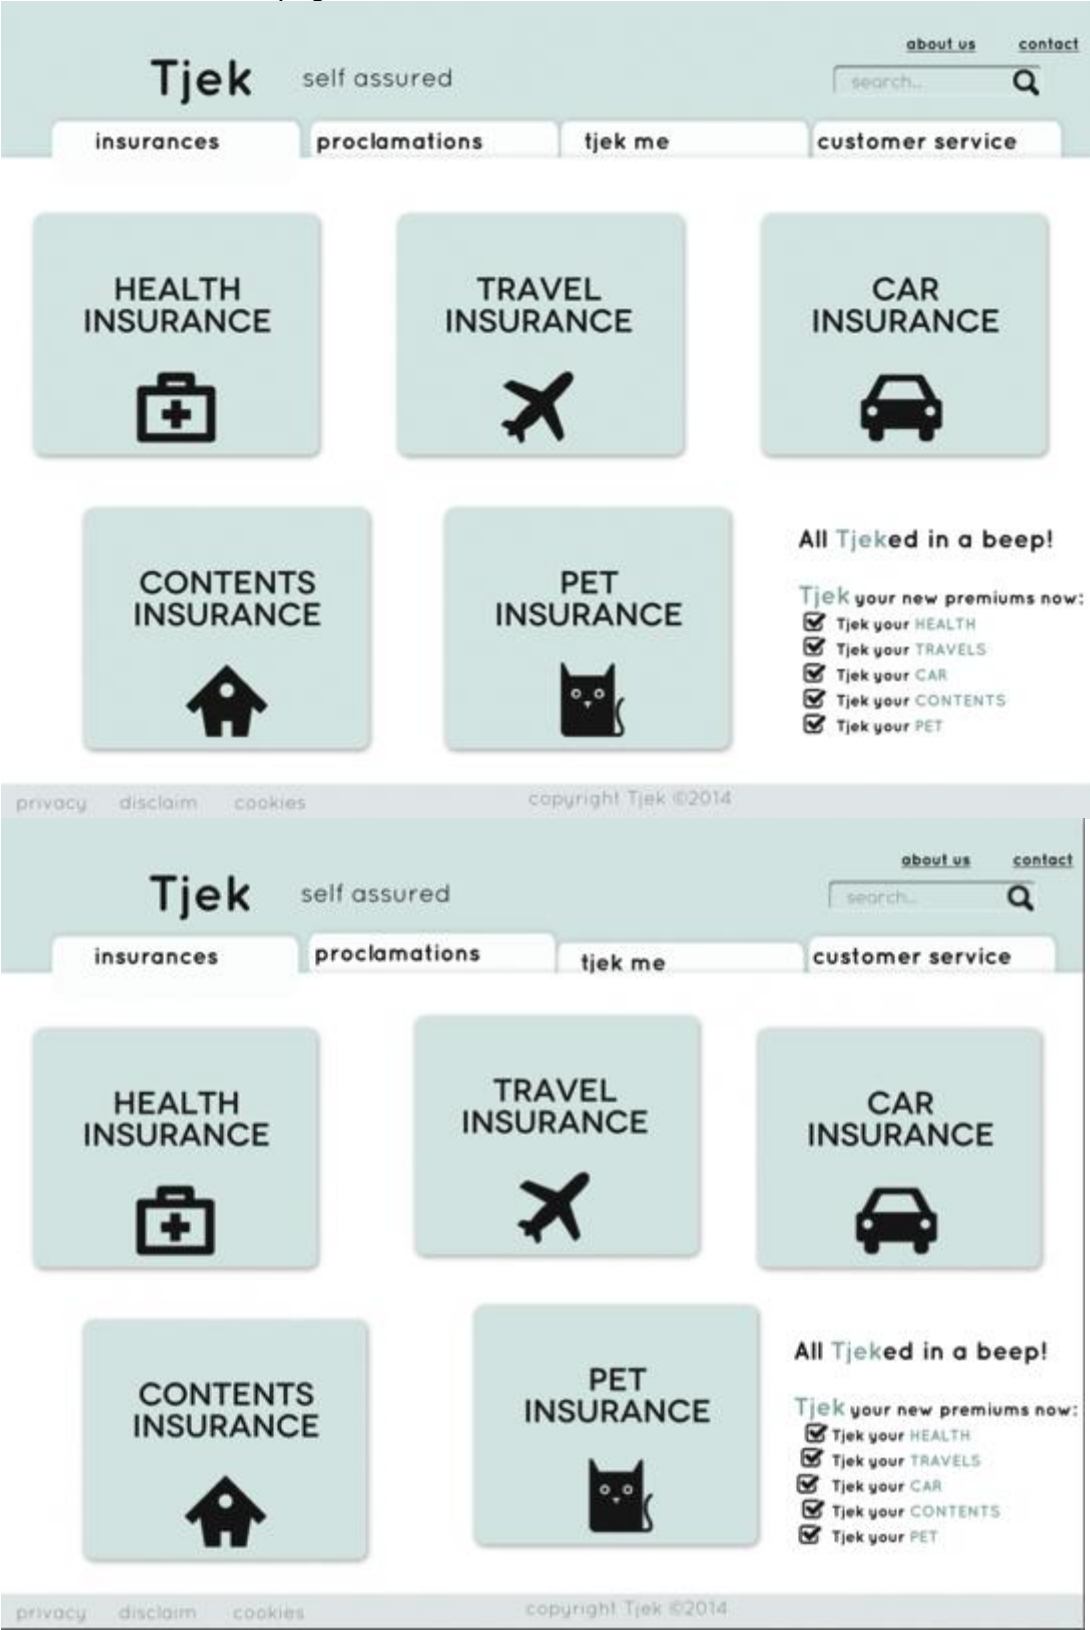 about us contact
Tjek self assured search..
insurances proclamations tjek me customer service
HEALTH
INSURANCE
TRAVEL
INSURANCE
CAR
INSURANCE
CONTENTS
INSURANCE
PET
INSURANCE
All Tjeked in a beep!
Tjek your new premiums now:
Tjek your HEALTH
Tjek your TRAVELS
Tjek your CAR
Tjek your CONTENTS
Tjek your PET
privacy disclaim cookies copyright Tjek ©2014
about us contact
Tjek self assured search..
insurances proclamations tjek me customer service
HEALTH
INSURANCE
TRAVEL
INSURANCE
CAR
INSURANCE
CONTENTS
INSURANCE
PET
INSURANCE
All Tjeked in a beep!
Tjek your new premiums now:
Tjek your HEALTH
Tjek your TRAVELS
Tjek your CAR
Tjek your CONTENTS
Tjek your PET
privacy disclaim cookies copyright Tjek ©2014